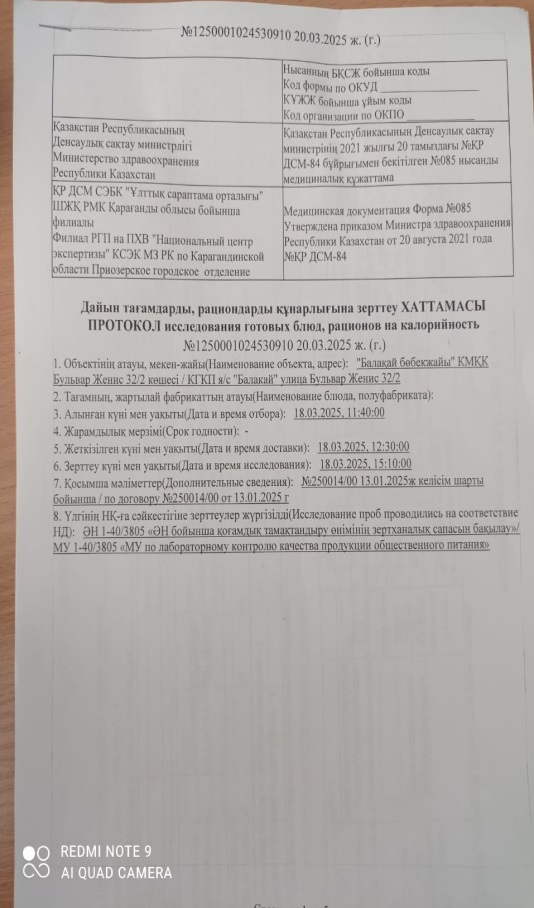 №1250001024530910 20.03.2025 ж. (г.)
Нысанның БҚСЖ бойынша коды
Код формы по ОКУД
КҰЖЖ бойынша ұйым коды
Код организации по ОКПО
Қазақстан Республикасының
Денсаулық сақтау министрлігі
Министерство здравоохранения
Республики Казахстан
Қазақстан Республикасының Денсаулық сақтау
министрінің 2021 жылғы 20 тамыздағы №ҚР
ДСМ-84 бұйрығымен бекітілген №085 нысанды
медициналық құжаттама
ҚР ДСМ СЭБК "Ұлттық сараптама орталығы"
ШЖҚ РМК Қарағанды облысы бойынша
филиалы
Филиал РГП на ПХВ "Национальный центр
экспертизы" КСЭК МЗ РК по Карагандинской
области Приозерское городское отделение
Медицинская документация Форма №085
Утверждена приказом Министра здравоохранения
Республики Казахстан от 20 августа 2021 года
№ҚР ДСМ-84
Дайын тағамдарды, рациондарды құнарлығына зерттеу ХАТТАМАСЫ
ПРОТОКОЛ исследования готовых блюд, рационов на калорийность
№1250001024530910 20.03.2025 ж. (г.)
1. Объектінің атауы, мекен-жайы(Наименование объекта, адрес): "Балақай бөбекжайы" КМҚК
Бульвар Женис 32/2 көшесі / КГКП я/с "Балакай" улица Бульвар Женис 32/2
2. Тағамның, жартылай фабрикаттың атауы(Наименование блюда, полуфабриката):
3. Алынған күні мен уақыты(Дата и время отбора): 18.03.2025, 11:40:00
4. Жарамдылық мерзімі(Срок годности): -
5. Жеткізілген күні мен уақыты(Дата и время доставки): 18.03.2025, 12:30:00
6. Зерттеу күні мен уақыты(Дата и время исследования): 18.03.2025, 15:10:00
7. Қосымша мәліметтер(Дополнительные сведения): №250014/00 13.01.2025ж келісім шарты
бойынша / по договору №250014/00 от 13.01.2025 г
8. Үлгінің НҚ-ға сәйкестігіне зерттеулер жүргізілді(Исследование проб проводились на соответствие
НД): ӘН 1-40/3805 «ӘН бойынша қоғамдық тамақтандыру өнімінің зертханалық сапасын бақылау»/
МУ 1-40/3805 «МУ по лабораторному контролю качества продукции общественного питания»
REDMI NOTE 9
AI QUAD CAMERA